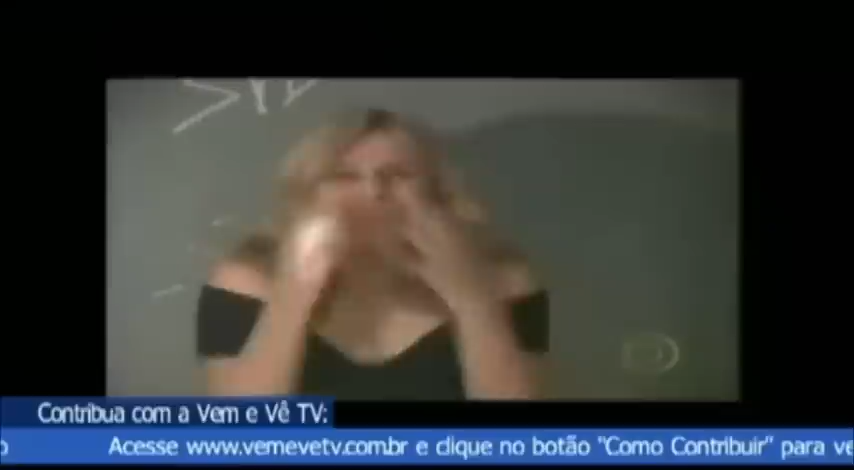 Contribua com a Vem e Vê TV:
Acesse www.vemevetv.com.br e clique no botão "Como Contribuir" para ve